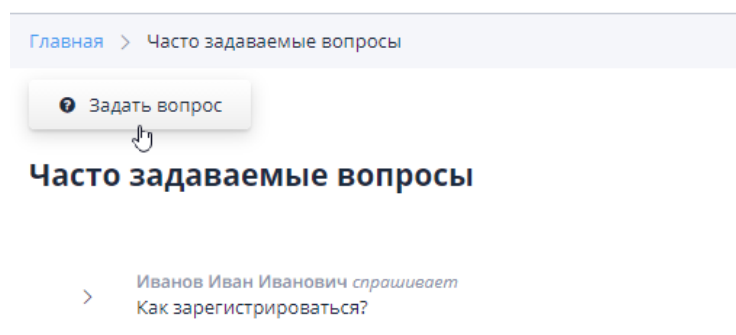 Главная > Часто задаваемые вопросы
Задать вопрос
Часто задаваемые вопросы
Иванов Иван Иванович спрашивает
Как зарегистрироваться?